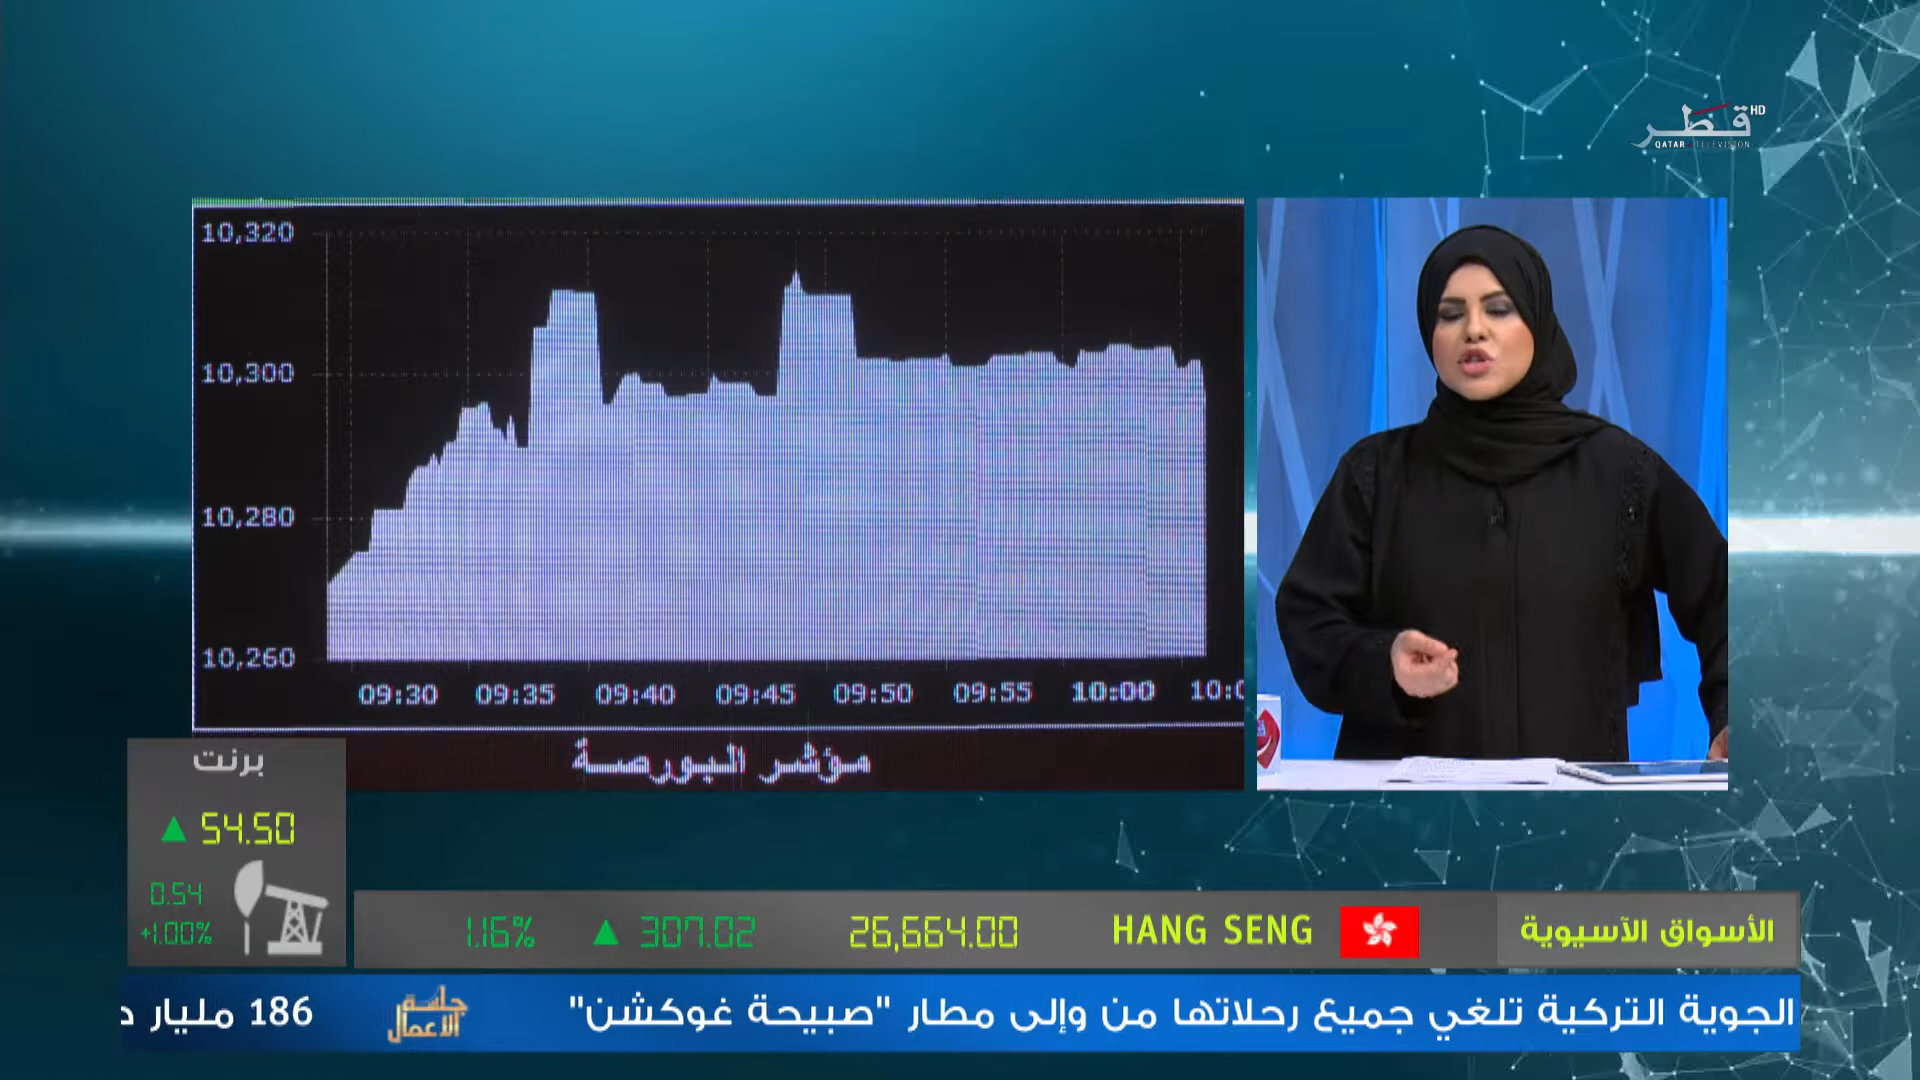 قطر HD
QATAR TELEVISION
10,320
10,300
10,280
10,260
09:30 09:35 09:40 09:45 09:50 09:55 10:00 10:0
مؤشر البورصة
برنت
54.50
0.54
+1.00%
الأسواق الآسيوية
HANG SENG 26,664.00 307.02 1.16%
الجوية التركية تلغي جميع رحلاتها من وإلى مطار "صبيحة غوكشن" جلسة الأعمال 186 مليار